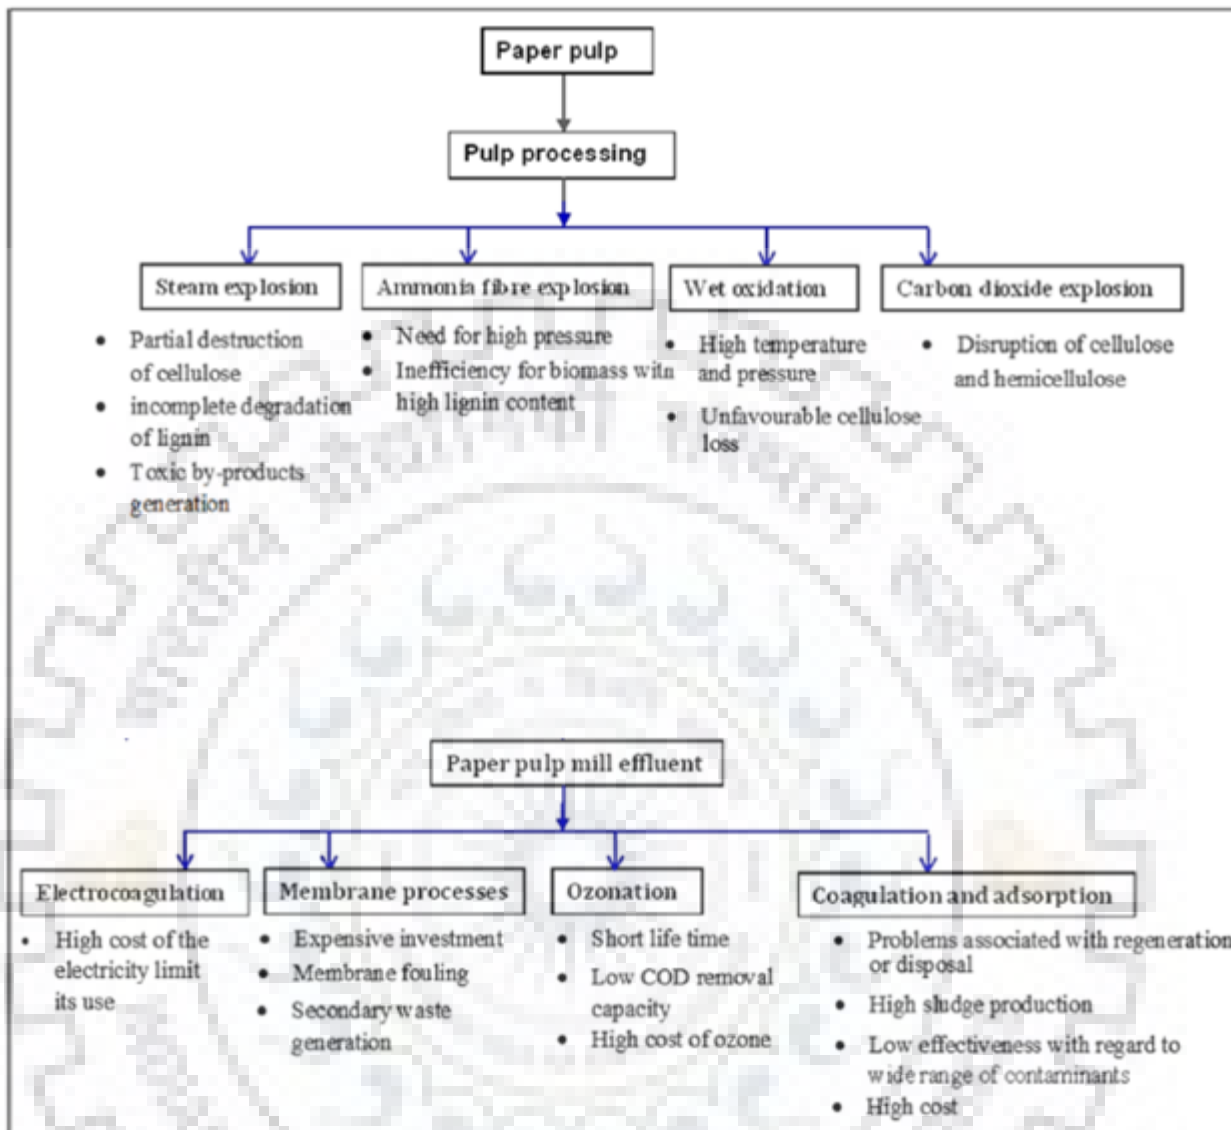 Paper pulp
Pulp processing
Steam explosion
• Partial destruction
of cellulose
• incomplete degradation
of lignin
• Toxic by-products
generation
Ammonia fibre explosion
• Need for high pressure
• Inefficiency for biomass with
high lignin content
Wet oxidation
• High temperature
and pressure
• Unfavourable cellulose
loss
Carbon dioxide explosion
• Disruption of cellulose
and hemicellulose
Paper pulp mill effluent
Electrocoagulation
• High cost of the
electricity limit
its use
Membrane processes
• Expensive investment
• Membrane fouling
• Secondary waste
generation
Ozonation
• Short life time
• Low COD removal
capacity
• High cost of ozone
Coagulation and adsorption
• Problems associated with regeneration
or disposal
• High sludge production
• Low effectiveness with regard to
wide range of contaminants
• High cost